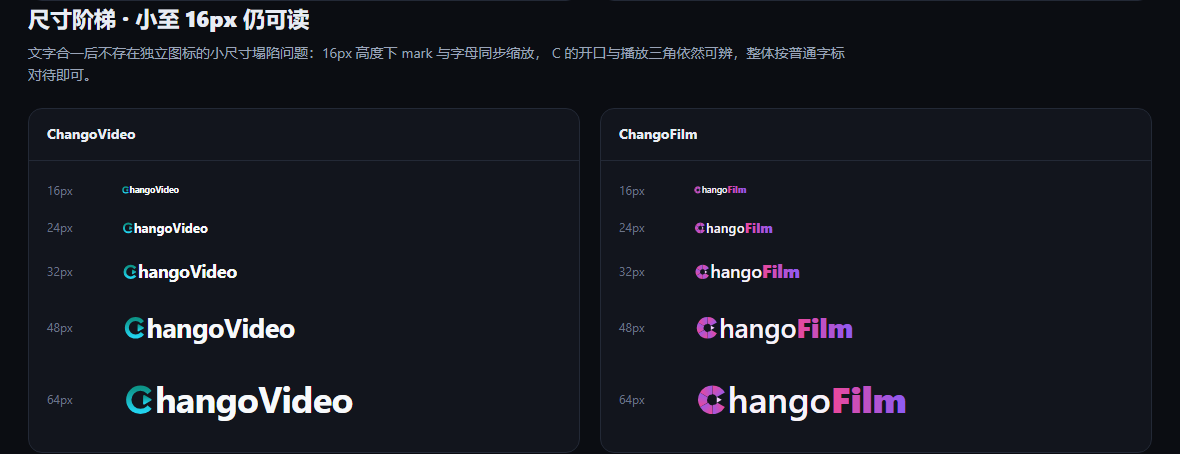 尺寸阶梯 · 小至 16px 仍可读
文字合一后不存在独立图标的小尺寸塌陷问题：16px 高度下 mark 与字母同步缩放， C 的开口与播放三角依然可辨，整体按普通字标
对待即可。
ChangoVideo
16px ChangoVideo
24px ChangoVideo
32px ChangoVideo
48px ChangoVideo
64px ChangoVideo
ChangoFilm
16px ChangoFilm
24px ChangoFilm
32px ChangoFilm
48px ChangoFilm
64px ChangoFilm